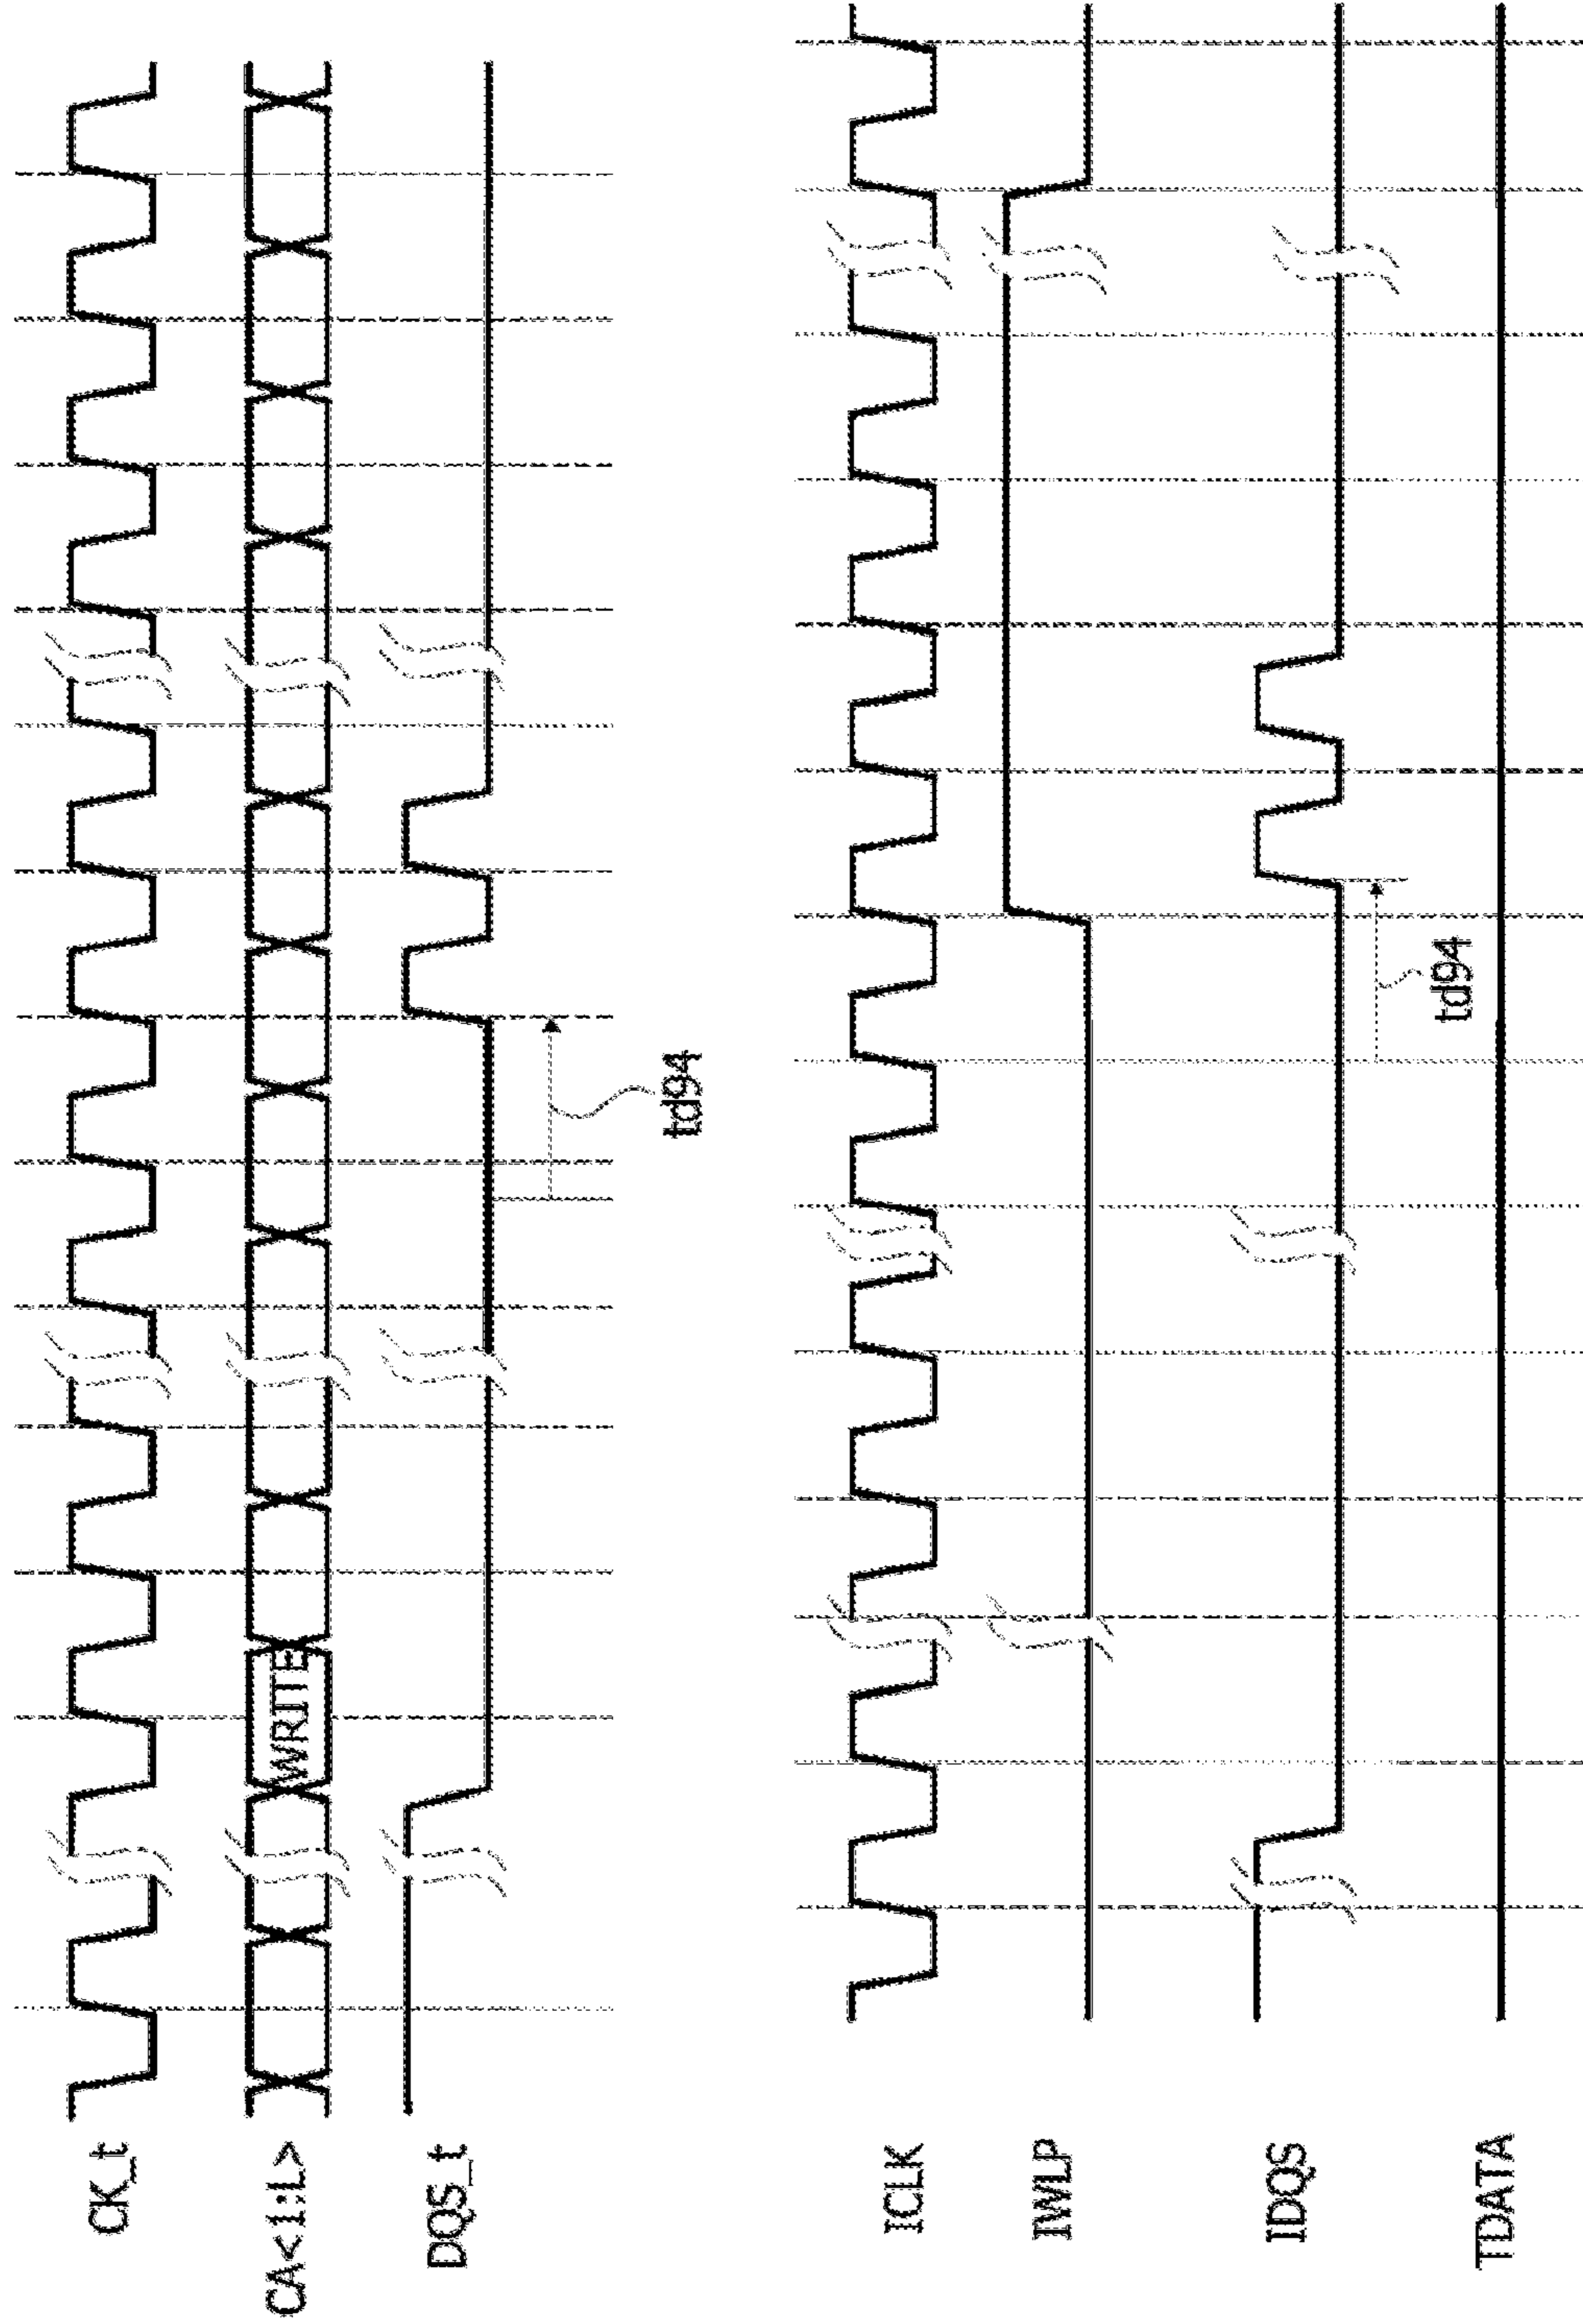 CK_t
CA<1:L>
WRITE
DQS_t
td94
ICLK
IWLP
IDQS
td94
TDATA